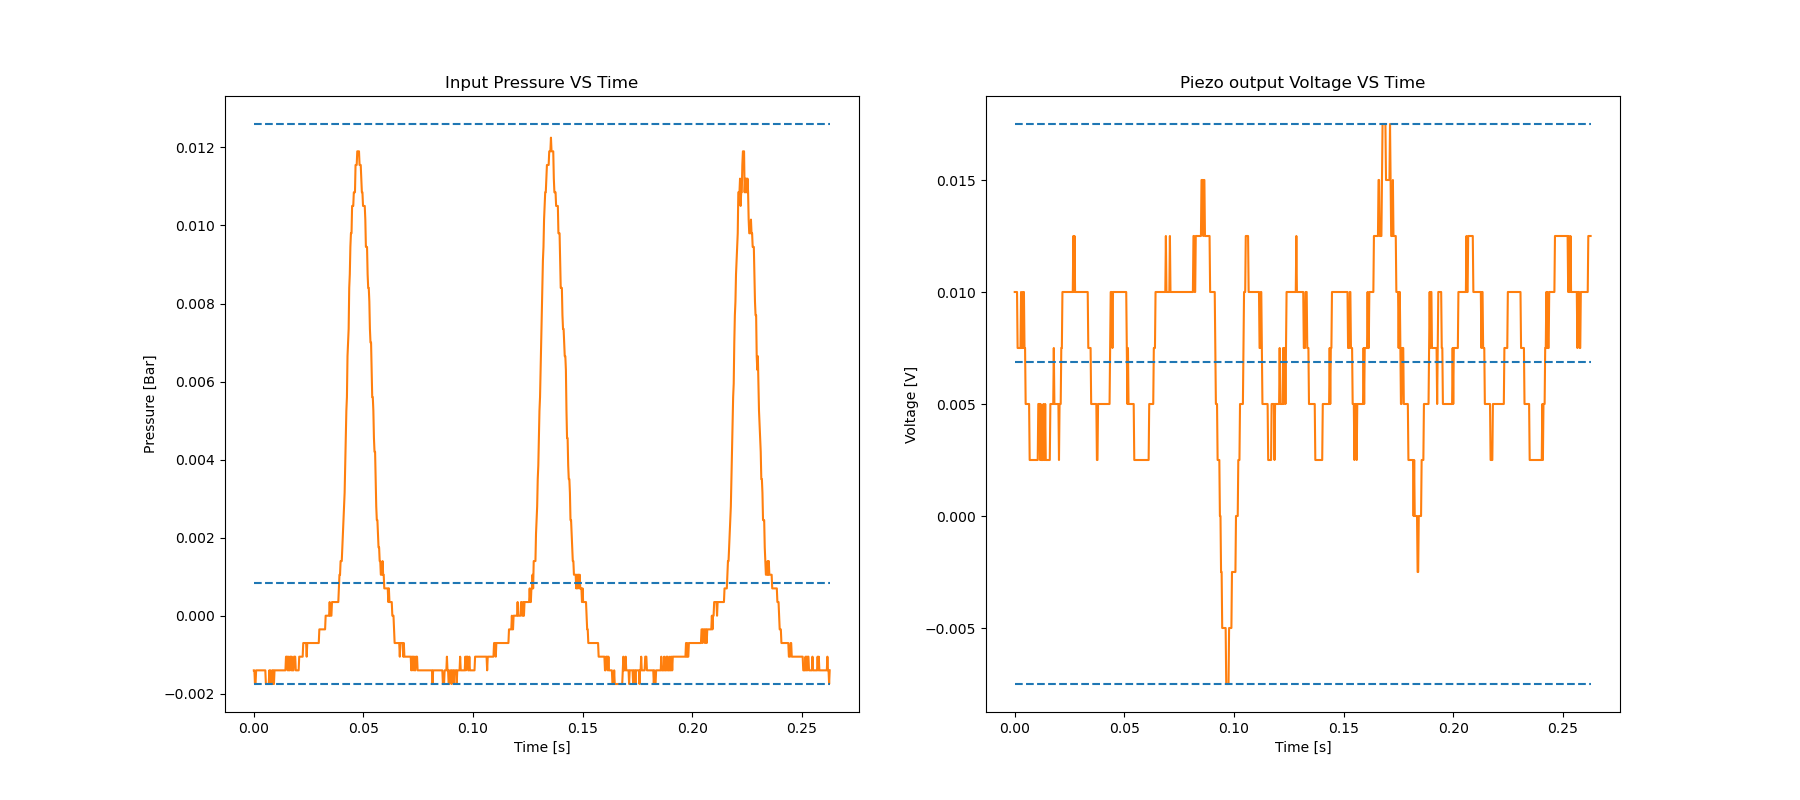 Input Pressure VS Time
Pressure [Bar]
0.012
0.010
0.008
0.006
0.004
0.002
0.000
−0.002
0.00 0.05 0.10 0.15 0.20 0.25
Time [s]
Piezo output Voltage VS Time
Voltage [V]
0.015
0.010
0.005
0.000
−0.005
0.00 0.05 0.10 0.15 0.20 0.25
Time [s]